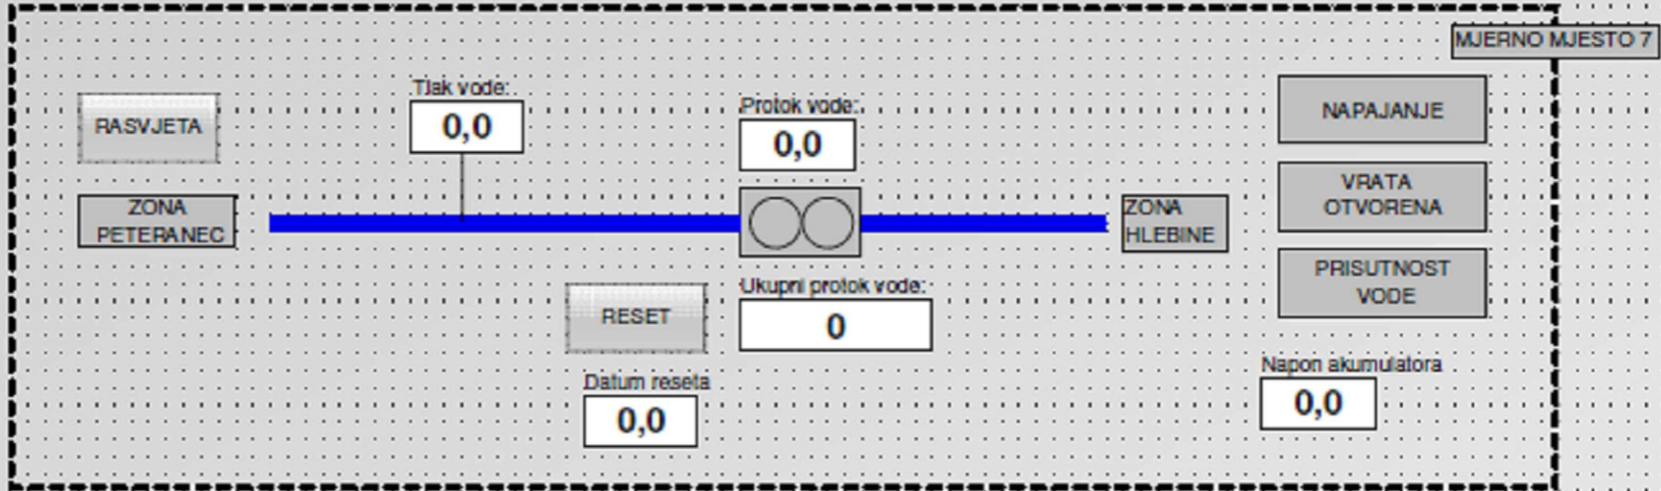 MJERNO MJESTO 7
Tlak vode:
0,0
Protok vode:
0,0
RASVJETA
NAPAJANJE
ZONA
PETERANEC
ZONA
HLEBINE
VRATA
OTVORENA
PRISUTNOST
VODE
RESET
Ukupni protok vode:
0
Datum reseta
0,0
Napon akumulatora
0,0